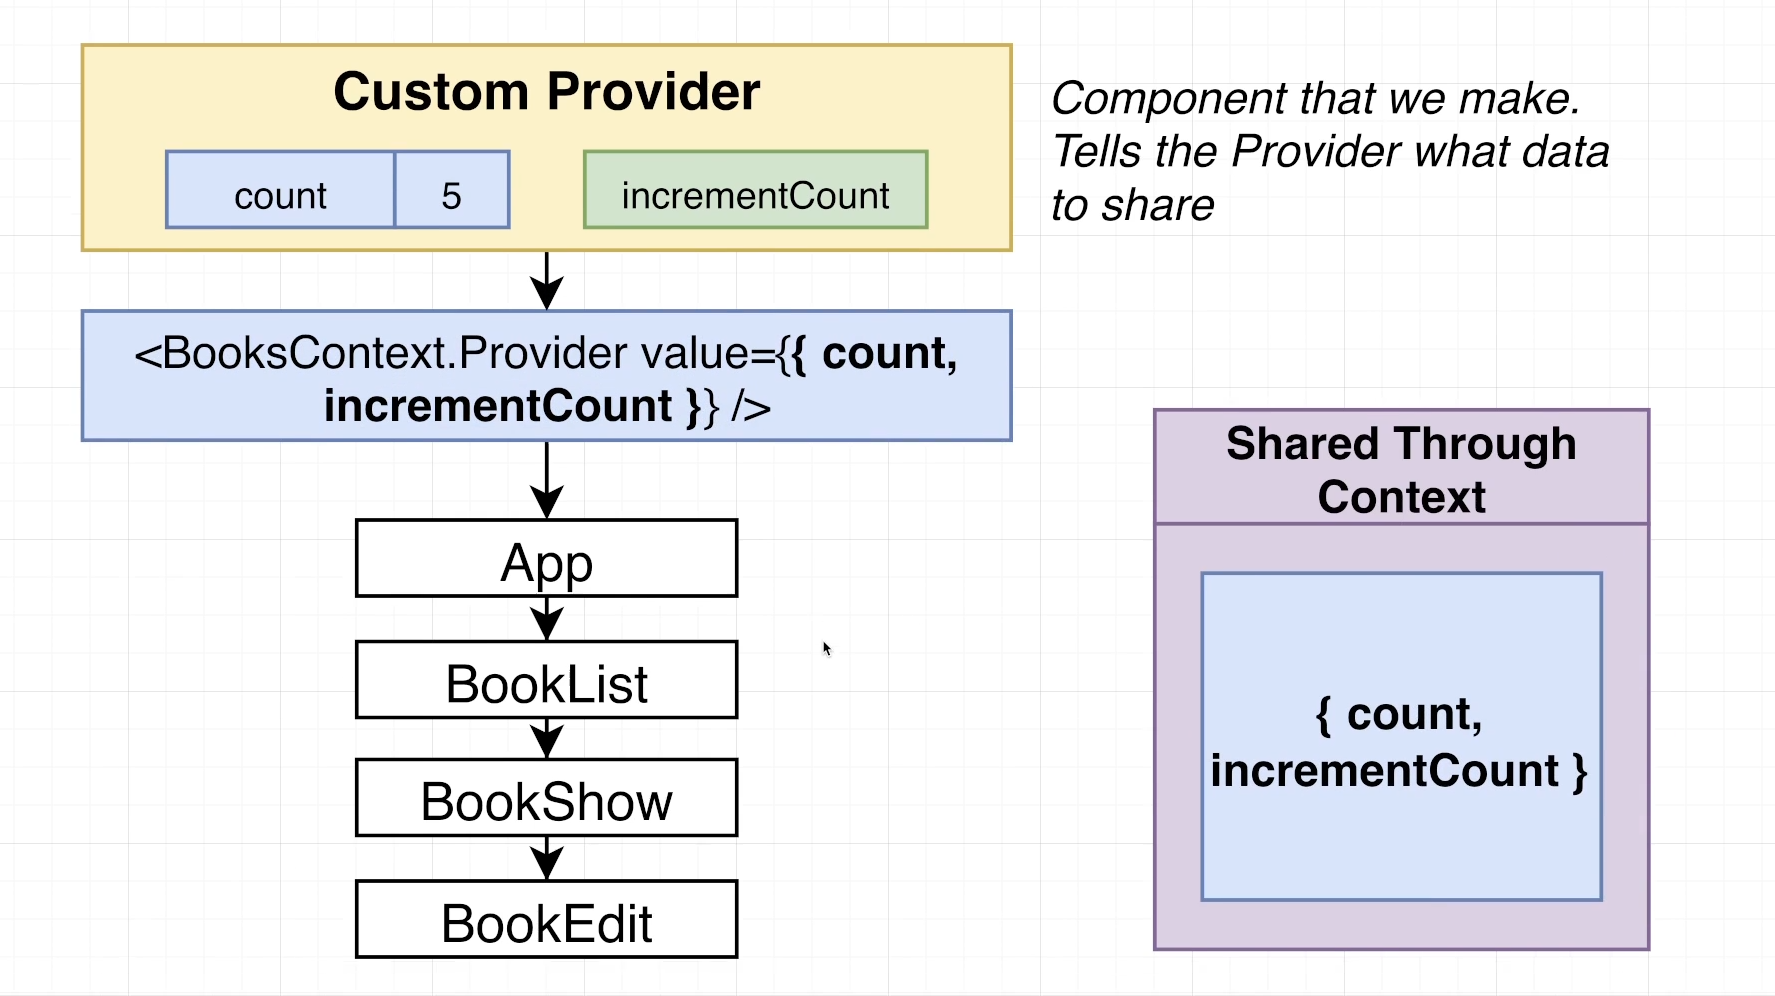 Custom Provider
count
5
incrementCount
Component that we make.
Tells the Provider what data
to share
<BooksContext.Provider value={{ count,
incrementCount }} />
App
BookList
BookShow
BookEdit
Shared Through
Context
{ count,
incrementCount }